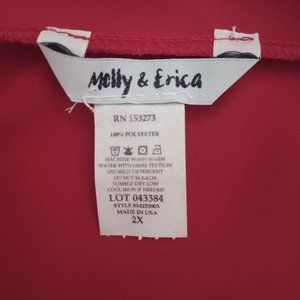 Molly & Erica
RN 153273
100% POLYESTER
MACHINE WASH WARM
WATER WITH SAME TEXTILES
USE MILD DETERGENT
DO NOT BLEACH
TUMBLE DRY LOW
COOL IRON IF NEEDED
LOT 043384
STYLE
MADE IN USA
2X